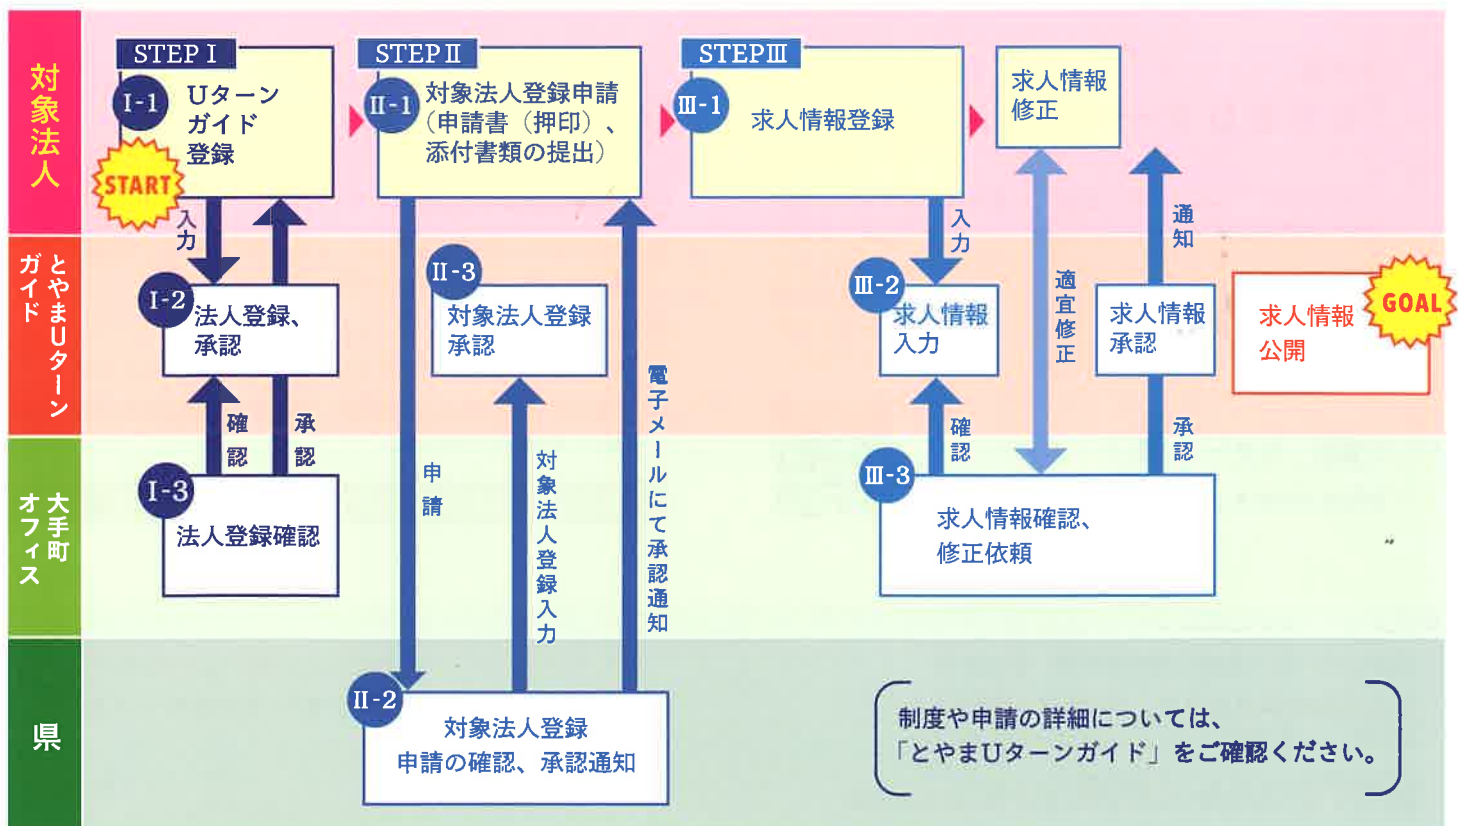 対象法人
STEP I
I-1
Uターン
ガイド
登録
START
STEP II
II-1
対象法人登録申請
(申請書(押印)、
添付書類の提出)
STEP III
III-1
求人情報登録
求人情報
修正
入力
入力
通知
とやまUターン
ガイド
I-2
法人登録、
承認
II-3
対象法人登録
承認
III-2
求人情報
入力
適宜修正
求人情報
承認
求人情報
公開
GOAL
確認
承認
申請
対象法人登録入力
電子メールにて承認通知
確認
承認
大手町
オフィス
I-3
法人登録確認
III-3
求人情報確認、
修正依頼
県
II-2
対象法人登録
申請の確認、承認通知
制度や申請の詳細については、
「とやまUターンガイド」をご確認ください。